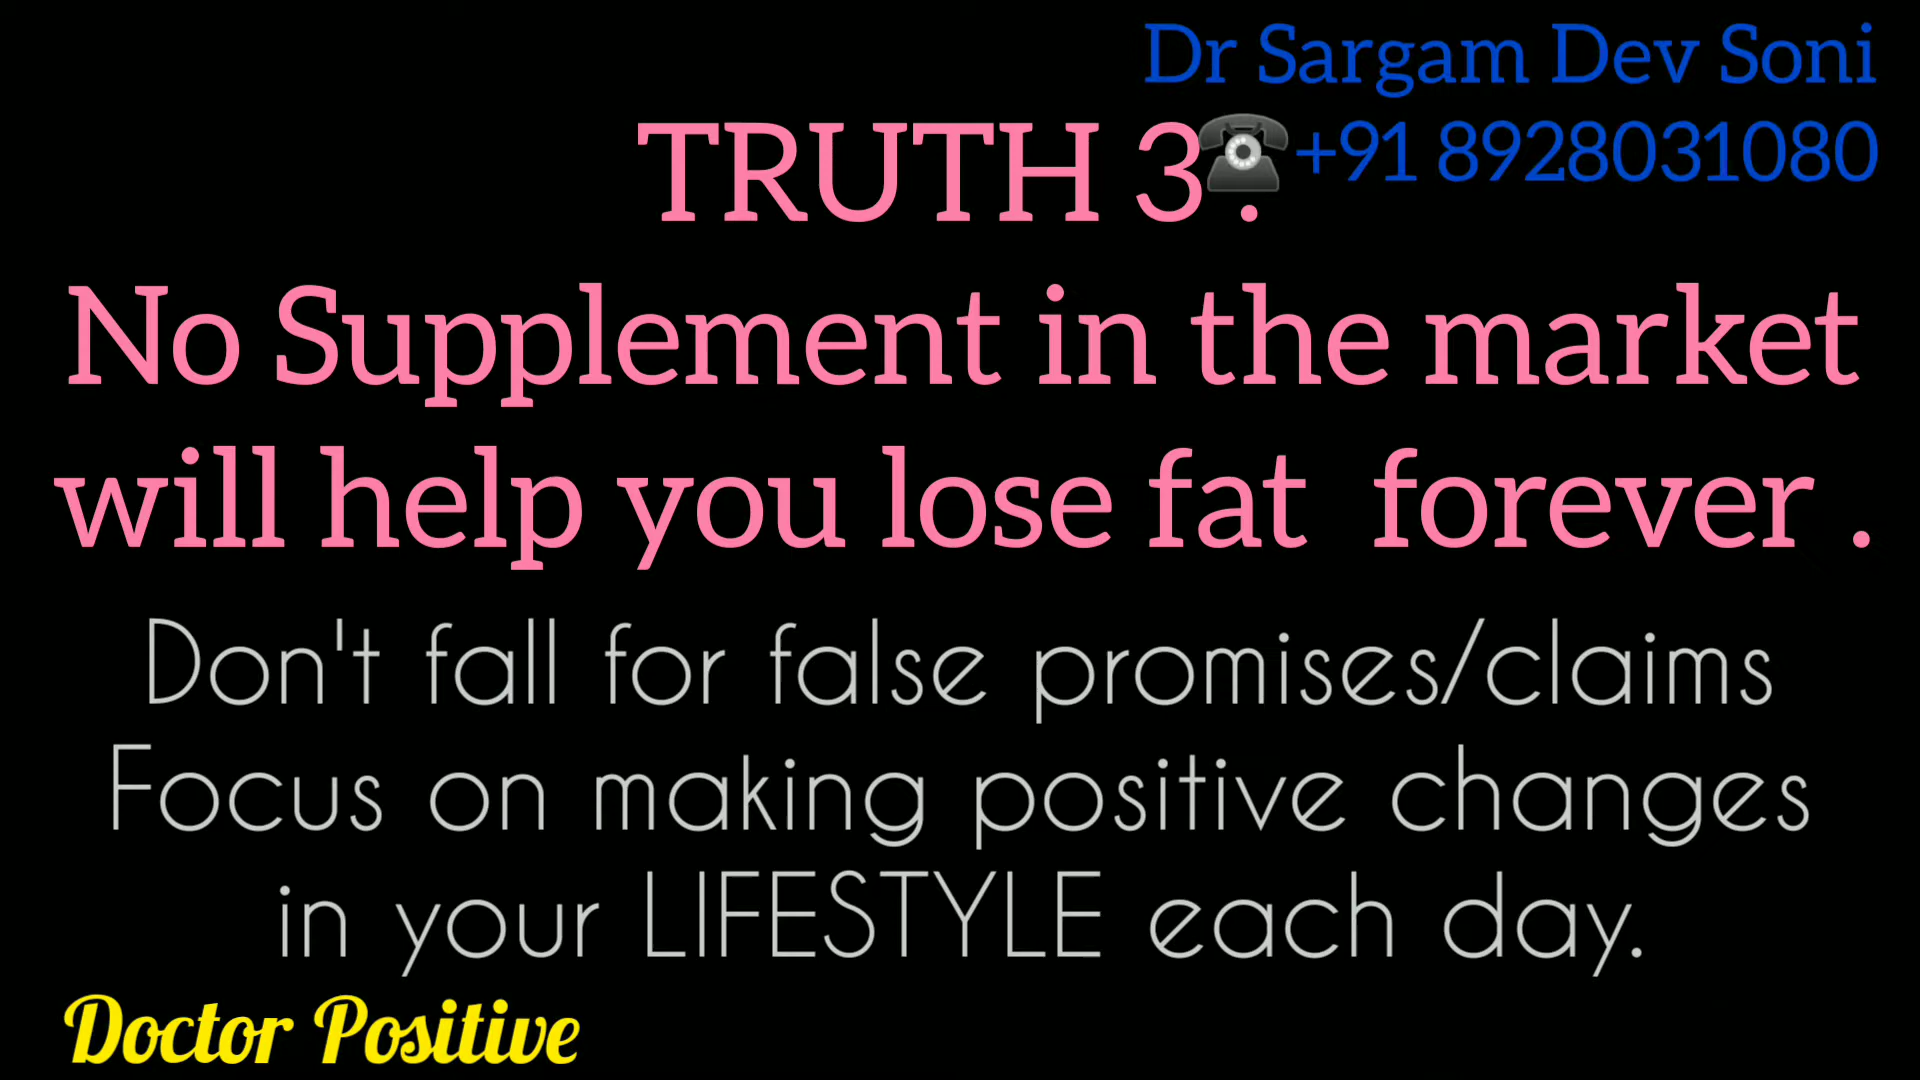 Dr Sargam Dev Soni
☎+91 8928031080
TRUTH 3 .
No Supplement in the market
will help you lose fat  forever .
Don't fall for false promises/claims
Focus on making positive changes
in your LIFESTYLE each day.
Doctor Positive